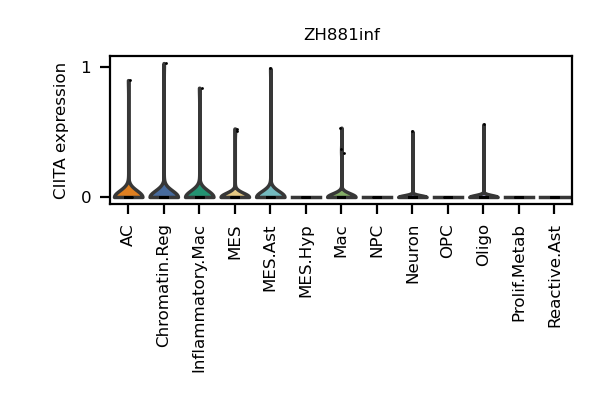 ZH881inf
CIITA expression
1
0
AC
Chromatin.Reg
Inflammatory.Mac
MES
MES.Ast
MES.Hyp
Mac
NPC
Neuron
OPC
Oligo
Prolif.Metab
Reactive.Ast